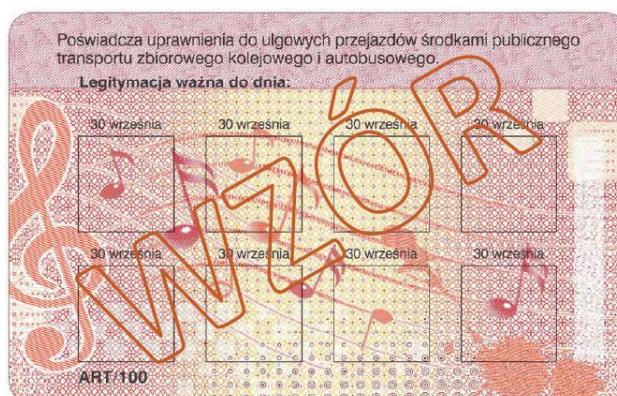 Poświadcza uprawnienia do ulgowych przejazdów środkami publicznego
transportu zbiorowego kolejowego i autobusowego.
Legitymacja ważna do dnia:
30 września 30 września 30 września 30 września
30 września 30 września 30 września 30 września
WZÓR
ART/100